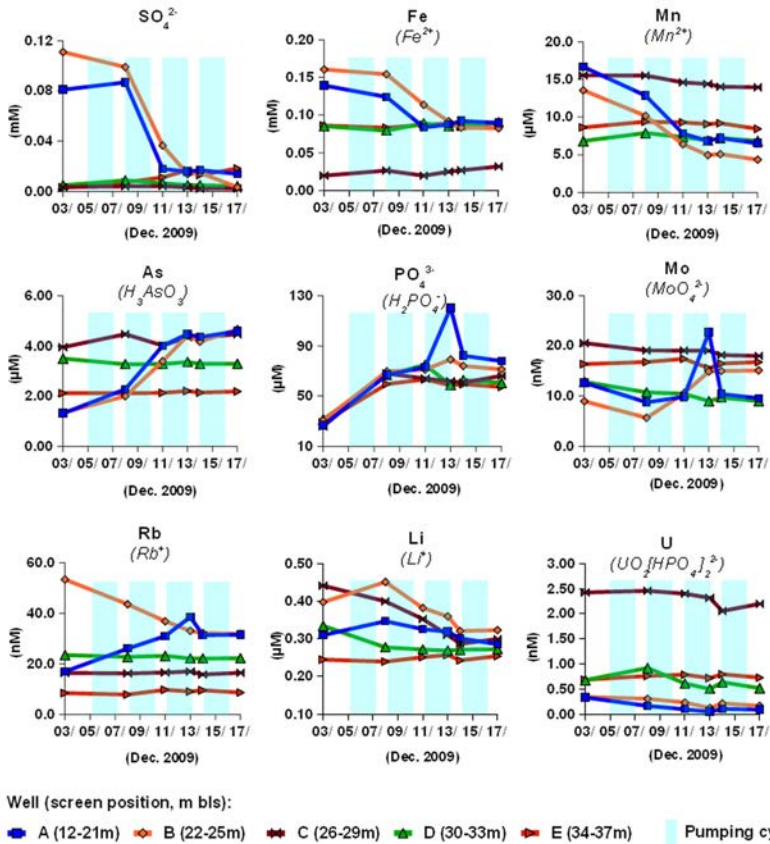 SO₄²⁻
Fe
(Fe²⁺)
Mn
(Mn²⁺)
0.12
0.08
0.04
0.00
(mM)
03/ 05/ 07/ 09/ 11/ 13/ 15/ 17/
(Dec. 2009)
0.20
0.15
0.10
0.05
0.00
(mM)
03/ 05/ 07/ 09/ 11/ 13/ 15/ 17/
(Dec. 2009)
20.0
15.0
10.0
5.0
0.0
(µM)
03/ 05/ 07/ 09/ 11/ 13/ 15/ 17/
(Dec. 2009)
As
(H₃AsO₃)
PO₄³⁻
(H₂PO₄⁻)
Mo
(MoO₄²⁻)
6.00
4.00
2.00
0.00
(µM)
03/ 05/ 07/ 09/ 11/ 13/ 15/ 17/
(Dec. 2009)
130
90
50
10
(µM)
03/ 05/ 07/ 09/ 11/ 13/ 15/ 17/
(Dec. 2009)
30.0
20.0
10.0
0.0
(nM)
03/ 05/ 07/ 09/ 11/ 13/ 15/ 17/
(Dec. 2009)
Rb
(Rb⁺)
Li
(Li⁺)
U
(UO₂[HPO₄]₂²⁻)
60.0
40.0
20.0
0.0
(nM)
03/ 05/ 07/ 09/ 11/ 13/ 15/ 17/
(Dec. 2009)
0.50
0.40
0.30
0.20
0.10
(µM)
03/ 05/ 07/ 09/ 11/ 13/ 15/ 17/
(Dec. 2009)
3.00
2.50
2.00
1.50
1.00
0.50
0.00
(nM)
03/ 05/ 07/ 09/ 11/ 13/ 15/ 17/
(Dec. 2009)
Well (screen position, m bls):
A (12-21m) B (22-25m) C (26-29m) D (30-33m) E (34-37m) Pumping cy